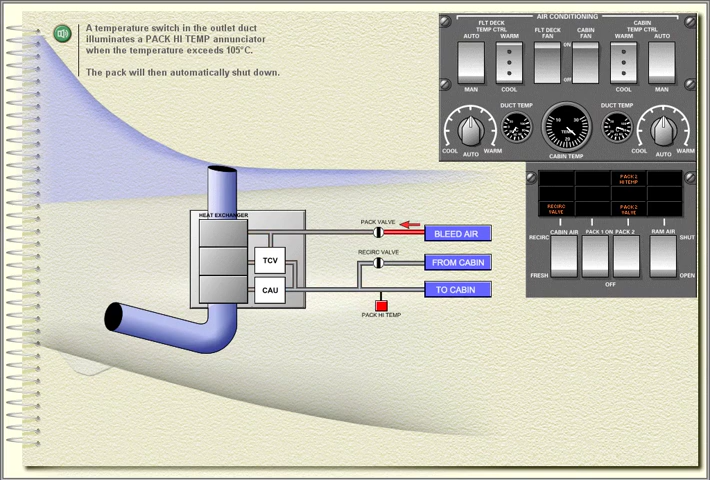 A temperature switch in the outlet duct
illuminates a PACK HI TEMP annunciator
when the temperature exceeds 105°C.
The pack will then automatically shut down.
AIR CONDITIONING
FLT DECK
TEMP CTRL
FLT DECK
FAN
CABIN
FAN
CABIN
TEMP CTRL
AUTO
WARM
ON
WARM
AUTO
MAN
COOL
OFF
COOL
MAN
DUCT TEMP
DUCT TEMP
COOL
AUTO
WARM
10
30
TEMP
20
CABIN TEMP
COOL
AUTO
WARM
PACK 2
HI TEMP
RECIRC
VALVE
PACK 2
VALVE
CABIN AIR
PACK 1 ON PACK 2
RAM AIR
RECIRC
SHUT
FRESH
OPEN
OFF
HEAT EXCHANGER
PACK VALVE
BLEED AIR
RECIRC VALVE
TCV
FROM CABIN
CAU
TO CABIN
PACK HI TEMP